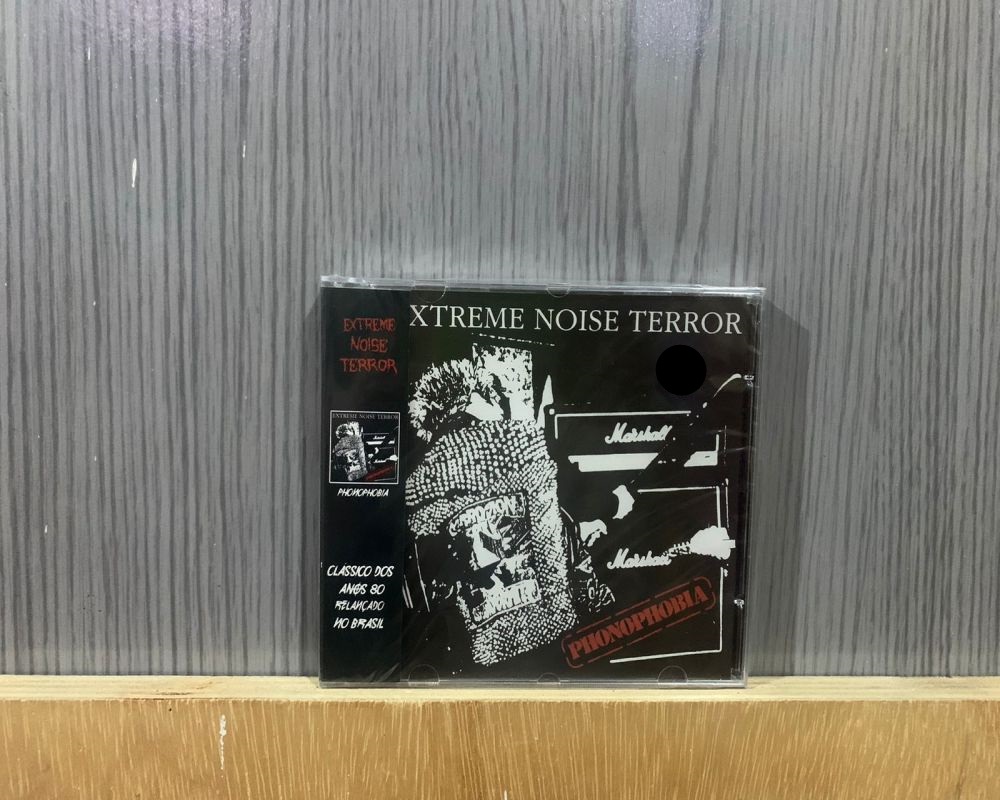 EXTREME
NOISE
TERROR
EXTREME NOISE TERROR
PHONOPHOBIA
CLÁSSICO DOS
ANOS 80
RELANÇADO
NO BRASIL
XTREME NOISE TERROR
Marshall
Marshall
PHONOPHOBIA